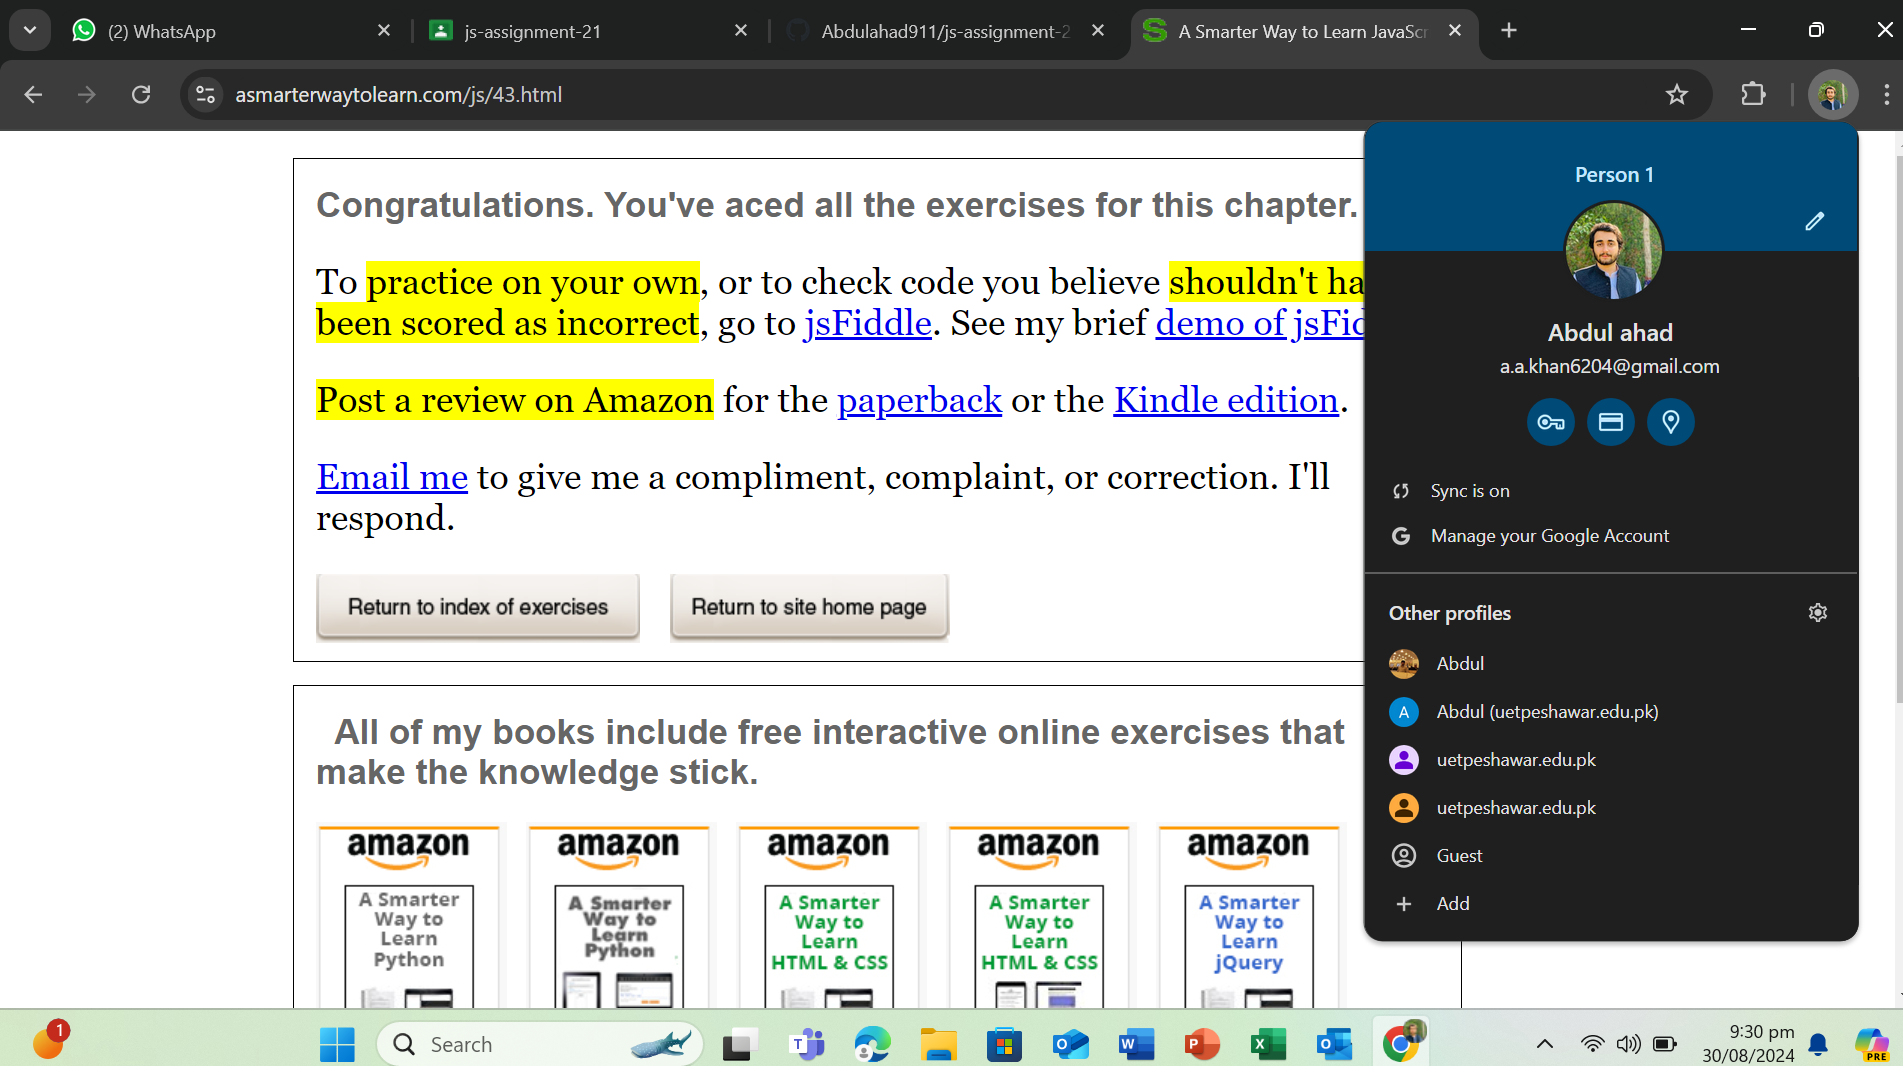 (2) WhatsApp
js-assignment-21
Abdulahad911/js-assignment-2
A Smarter Way to Learn JavaScr
asmarterwaytolearn.com/js/43.html
Congratulations. You've aced all the exercises for this chapter.
To practice on your own, or to check code you believe shouldn't ha
been scored as incorrect, go to jsFiddle. See my brief demo of jsFid
Post a review on Amazon for the paperback or the Kindle edition.
Email me to give me a compliment, complaint, or correction. I'll
respond.
Return to index of exercises
Return to site home page
All of my books include free interactive online exercises that
make the knowledge stick.
amazon
A Smarter
Way to
Learn
Python
amazon
A Smarter
Way to
Learn
Python
amazon
A Smarter
Way to
Learn
HTML & CSS
amazon
A Smarter
Way to
Learn
HTML & CSS
amazon
A Smarter
Way to
Learn
jQuery
Person 1
Abdul ahad
a.a.khan6204@gmail.com
Sync is on
Manage your Google Account
Other profiles
Abdul
A
Abdul (uetpeshawar.edu.pk)
uetpeshawar.edu.pk
uetpeshawar.edu.pk
Guest
Add
1
Search
9:30 pm
30/08/2024
PRE